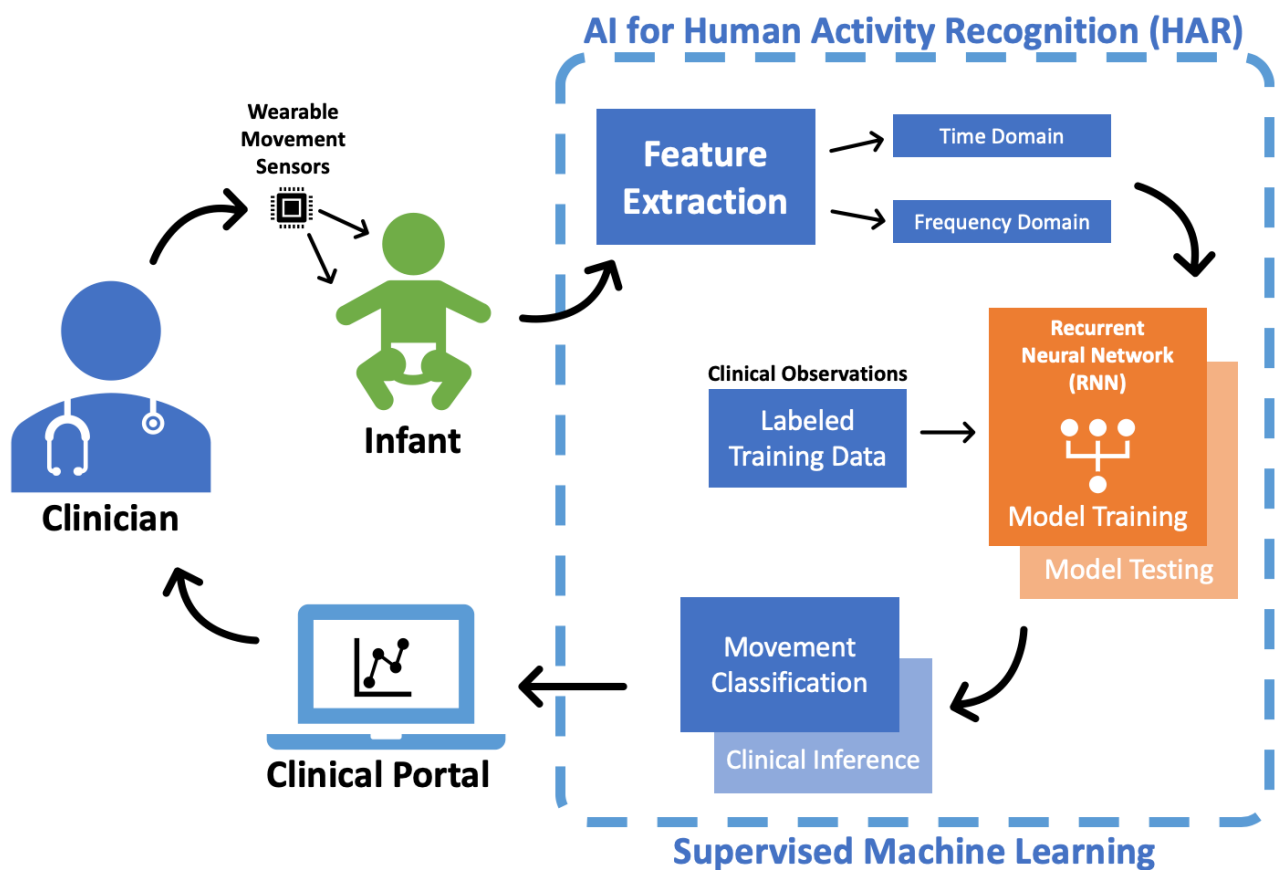 AI for Human Activity Recognition (HAR)
Wearable
Movement
Sensors
Feature
Extraction
Time Domain
Frequency Domain
Infant
Clinician
Recurrent
Neural Network
(RNN)
Clinical Observations
Labeled
Training Data
Model Training
Model Testing
Movement
Classification
Clinical Inference
Clinical Portal
Supervised Machine Learning